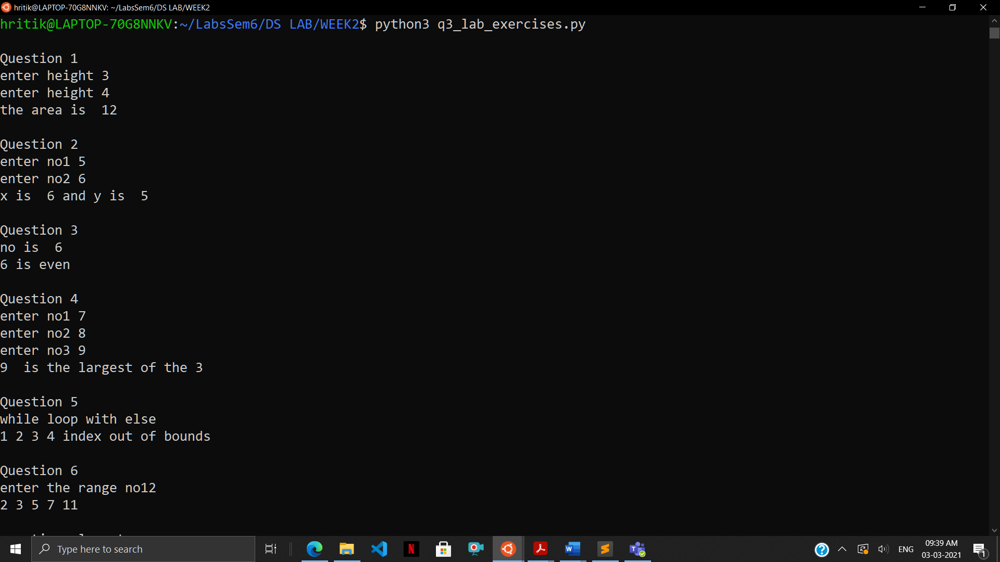 hritik@LAPTOP-70G8NNKV: ~/LabsSem6/DS LAB/WEEK2
hritik@LAPTOP-70G8NNKV:~/LabsSem6/DS LAB/WEEK2$ python3 q3_lab_exercises.py
Question 1
enter height 3
enter height 4
the area is  12
Question 2
enter no1 5
enter no2 6
x is  6 and y is  5
Question 3
no is  6
6 is even
Question 4
enter no1 7
enter no2 8
enter no3 9
9  is the largest of the 3
Question 5
while loop with else
1 2 3 4 index out of bounds
Question 6
enter the range no12
2 3 5 7 11
Type here to search
ENG
09:39 AM
03-03-2021
1